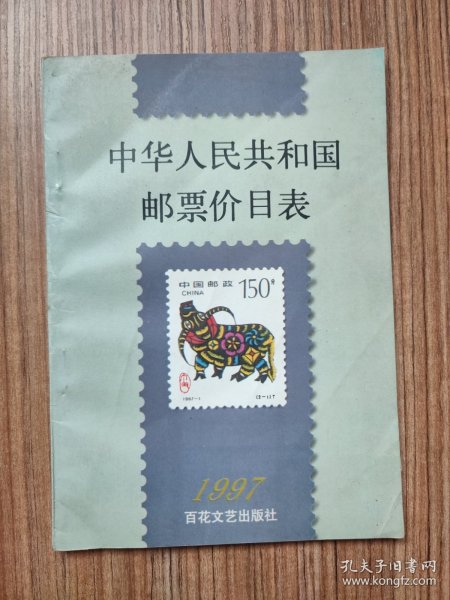 中华人民共和国
邮票价目表
中国邮政
CHINA
150分
1997-1
(2-1)T
1997
百花文艺出版社
孔夫子旧书网
www.kongfz.com